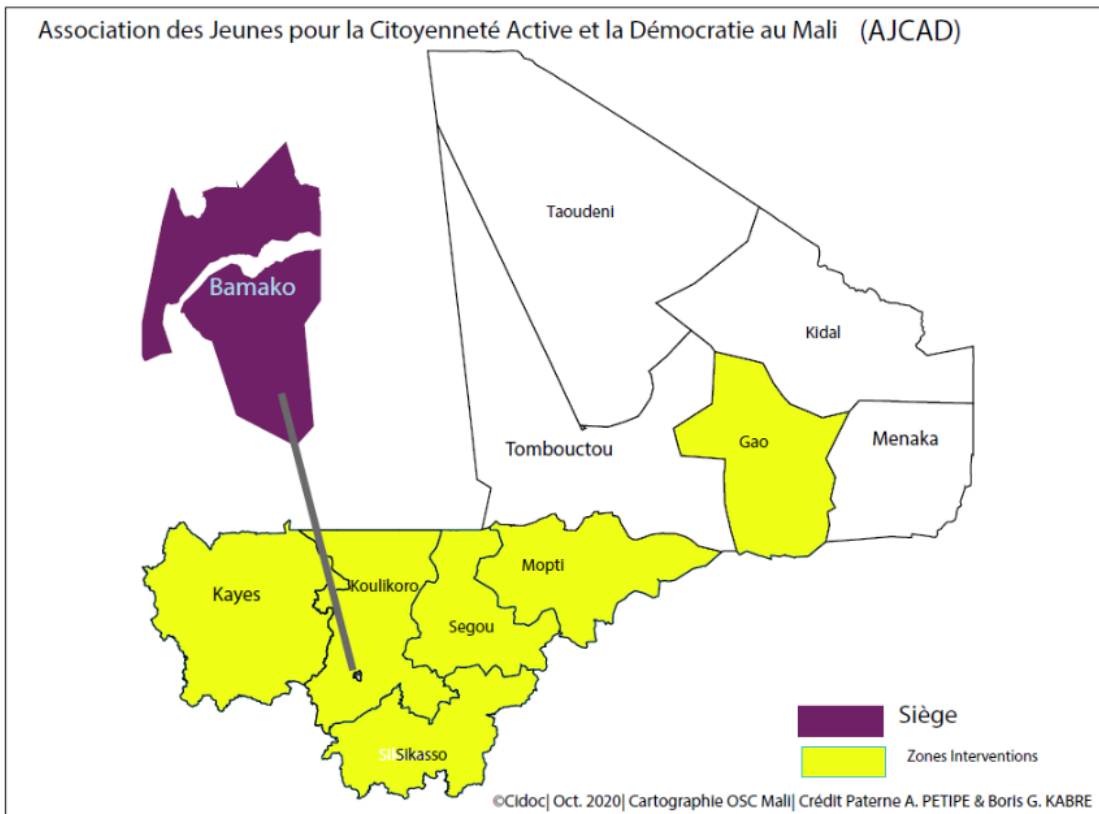 Association des Jeunes pour la Citoyenneté Active et la Démocratie au Mali (AJCAD)
Taoudeni
Bamako
Kidal
Tombouctou
Gao
Menaka
Mopti
Kayes
Koulikoro
Segou
SiSikasso
Siège
Zones Interventions
©Cidoc| Oct. 2020| Cartographie OSC Mali| Crédit Paterne A. PETIPE & Boris G. KABRE